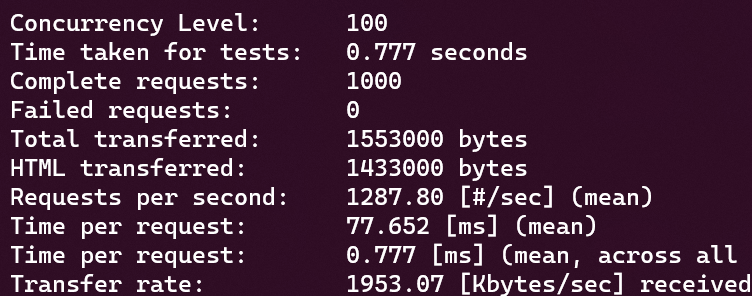 Concurrency Level:      100
Time taken for tests:   0.777 seconds
Complete requests:      1000
Failed requests:        0
Total transferred:      1553000 bytes
HTML transferred:       1433000 bytes
Requests per second:    1287.80 [#/sec] (mean)
Time per request:       77.652 [ms] (mean)
Time per request:       0.777 [ms] (mean, across all
Transfer rate:          1953.07 [Kbytes/sec] received